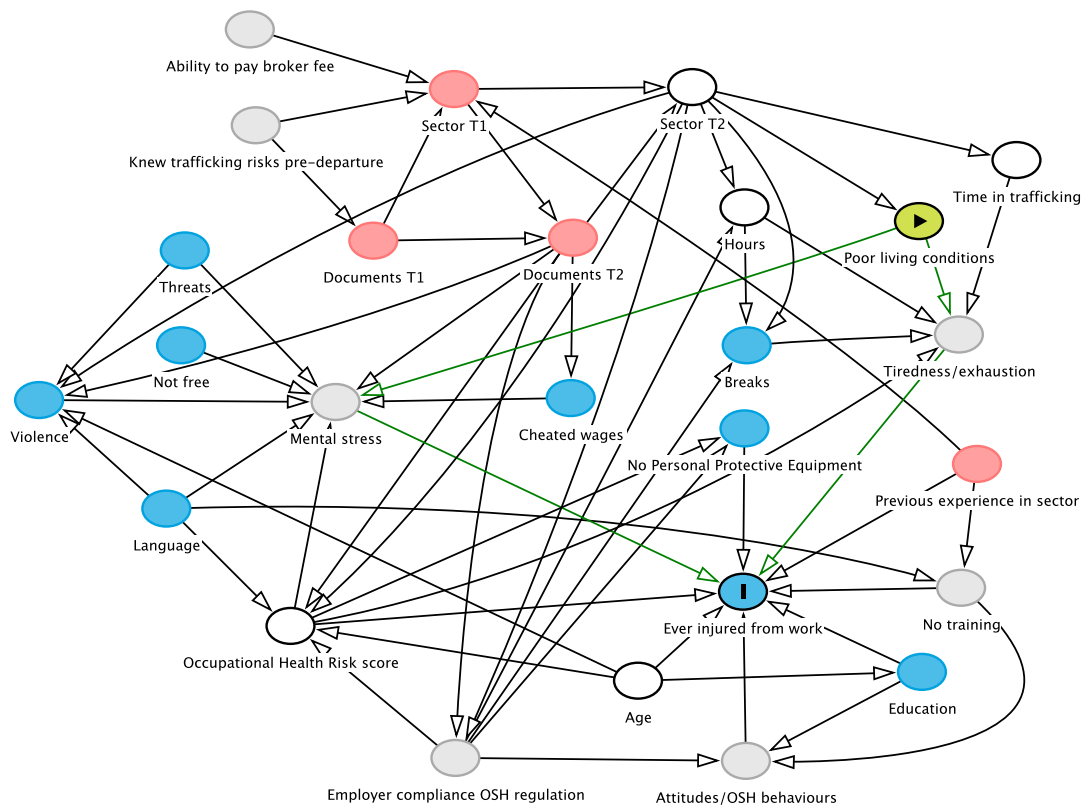 Ability to pay broker fee
Sector T1
Sector T2
Knew trafficking risks pre-departure
Time in trafficking
Hours
Poor living conditions
Documents T1
Documents T2
Threats
Not free
Tiredness/exhaustion
Breaks
Violence
Mental stress
Cheated wages
No Personal Protective Equipment
Previous experience in sector
Language
Ever injured from work
No training
Occupational Health Risk score
Age
Education
Employer compliance OSH regulation
Attitudes/OSH behaviours